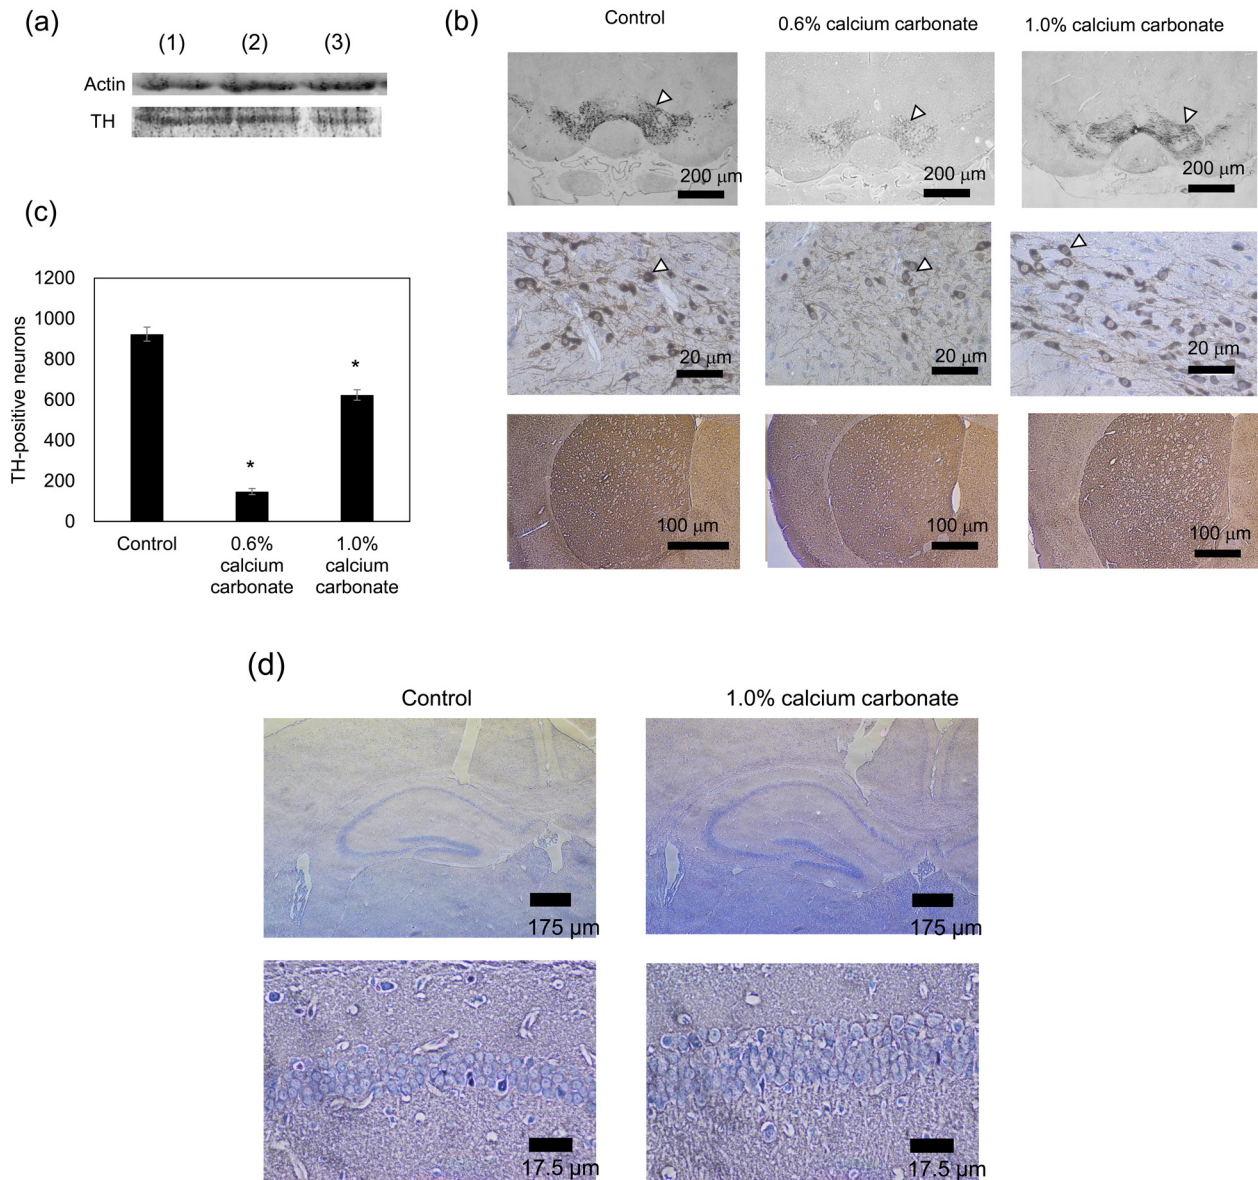 (a)
(1) (2) (3)
Actin
TH
(b)
Control 0.6% calcium carbonate 1.0% calcium carbonate
200 μm 200 μm 200 μm
20 μm 20 μm 20 μm
100 μm 100 μm 100 μm
(c)
TH-positive neurons
1200
1000
800
600
400
200
0
*
*
Control 0.6% calcium carbonate 1.0% calcium carbonate
(d)
Control 1.0% calcium carbonate
175 μm 175 μm
17.5 μm 17.5 μm